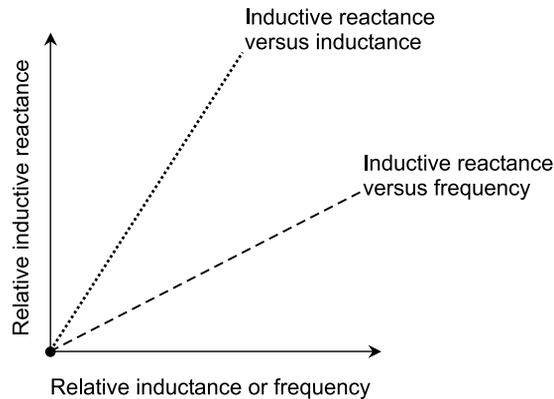 Inductive reactance
versus inductance
Inductive reactance
versus frequency
Relative inductive reactance
Relative inductance or frequency